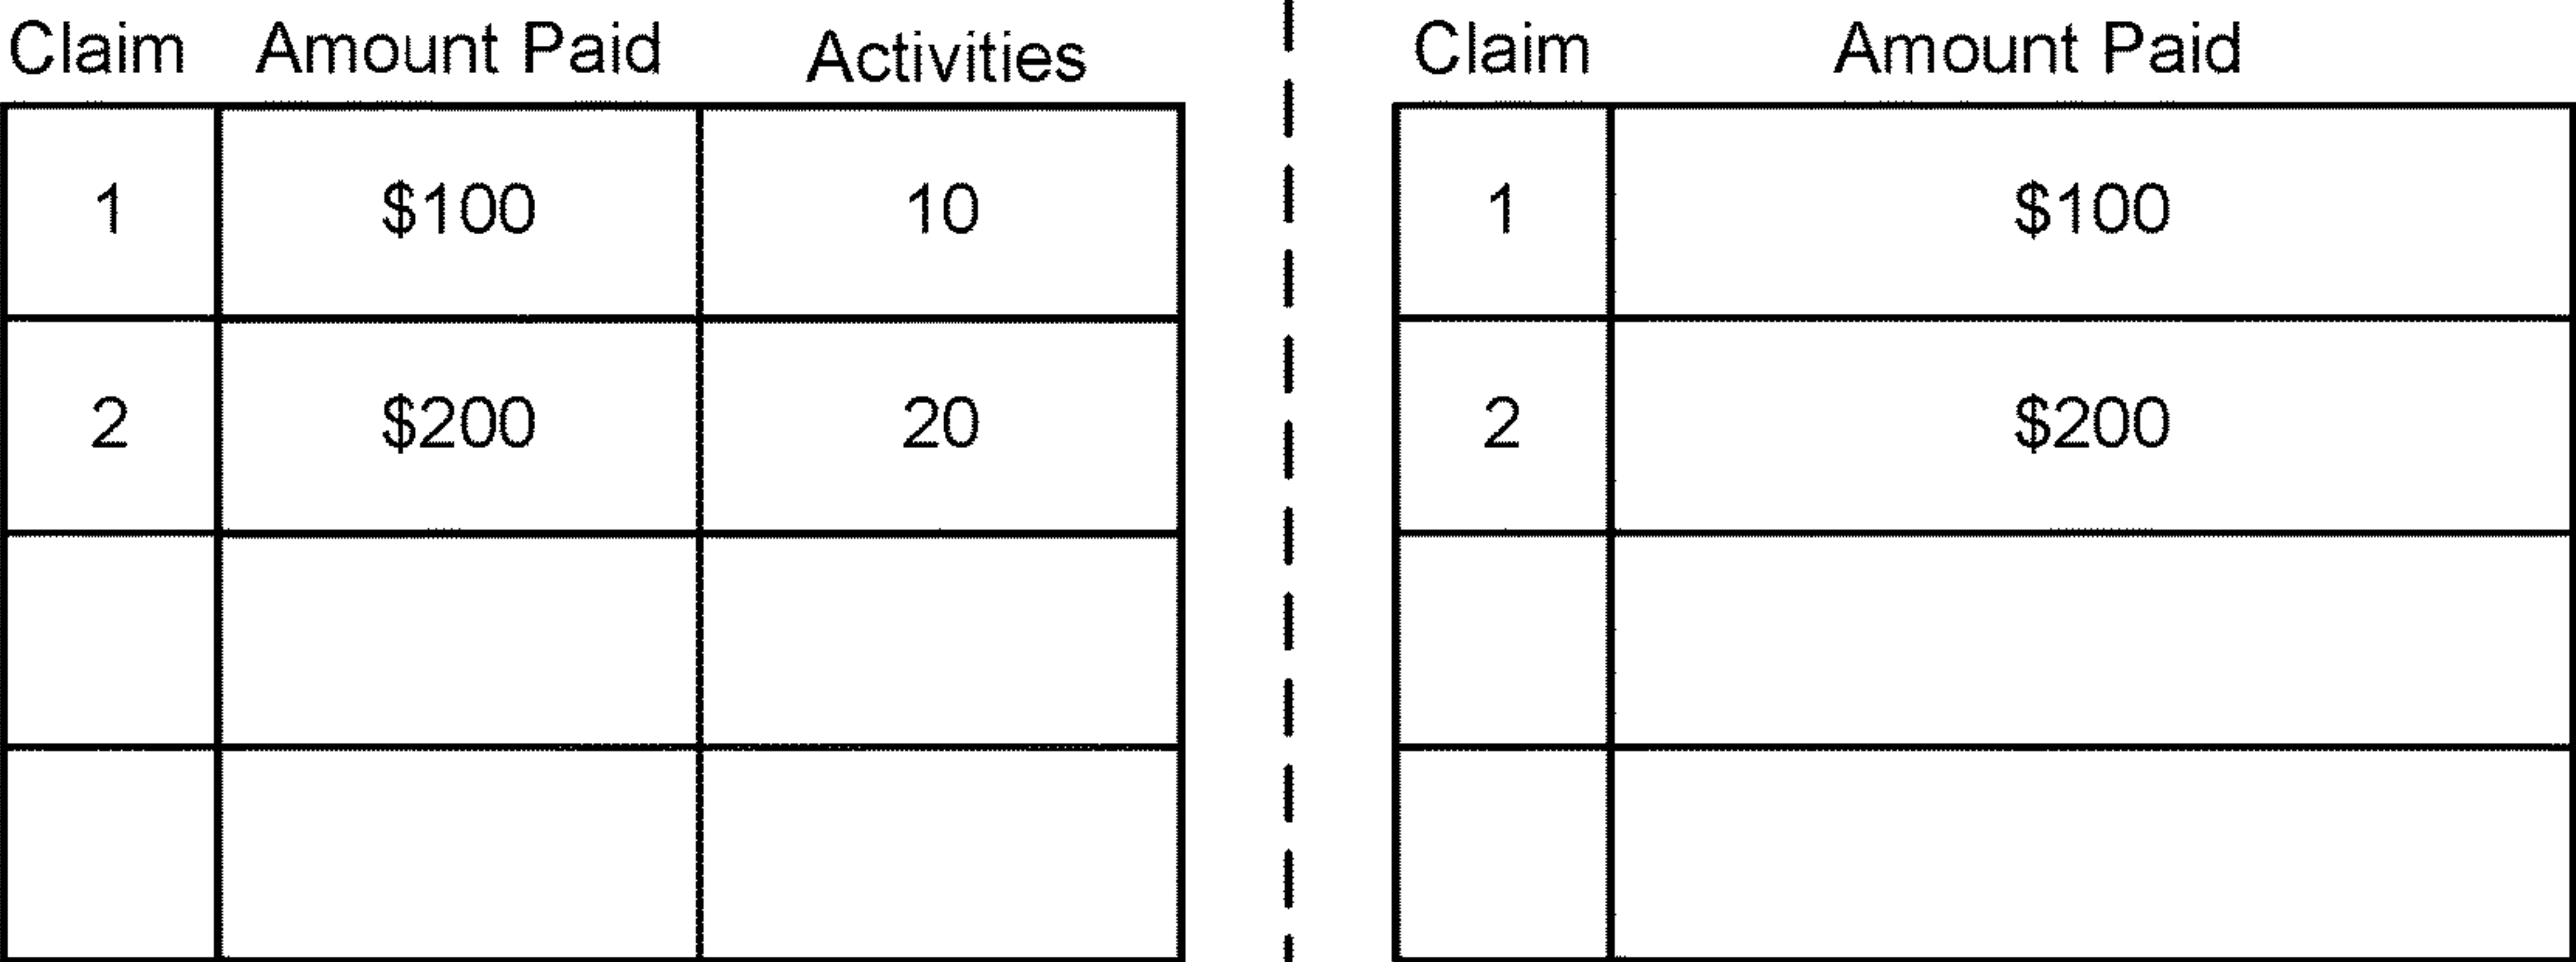 Claim Amount Paid Activities
1 $100 10
2 $200 20
Claim Amount Paid
1 $100
2 $200